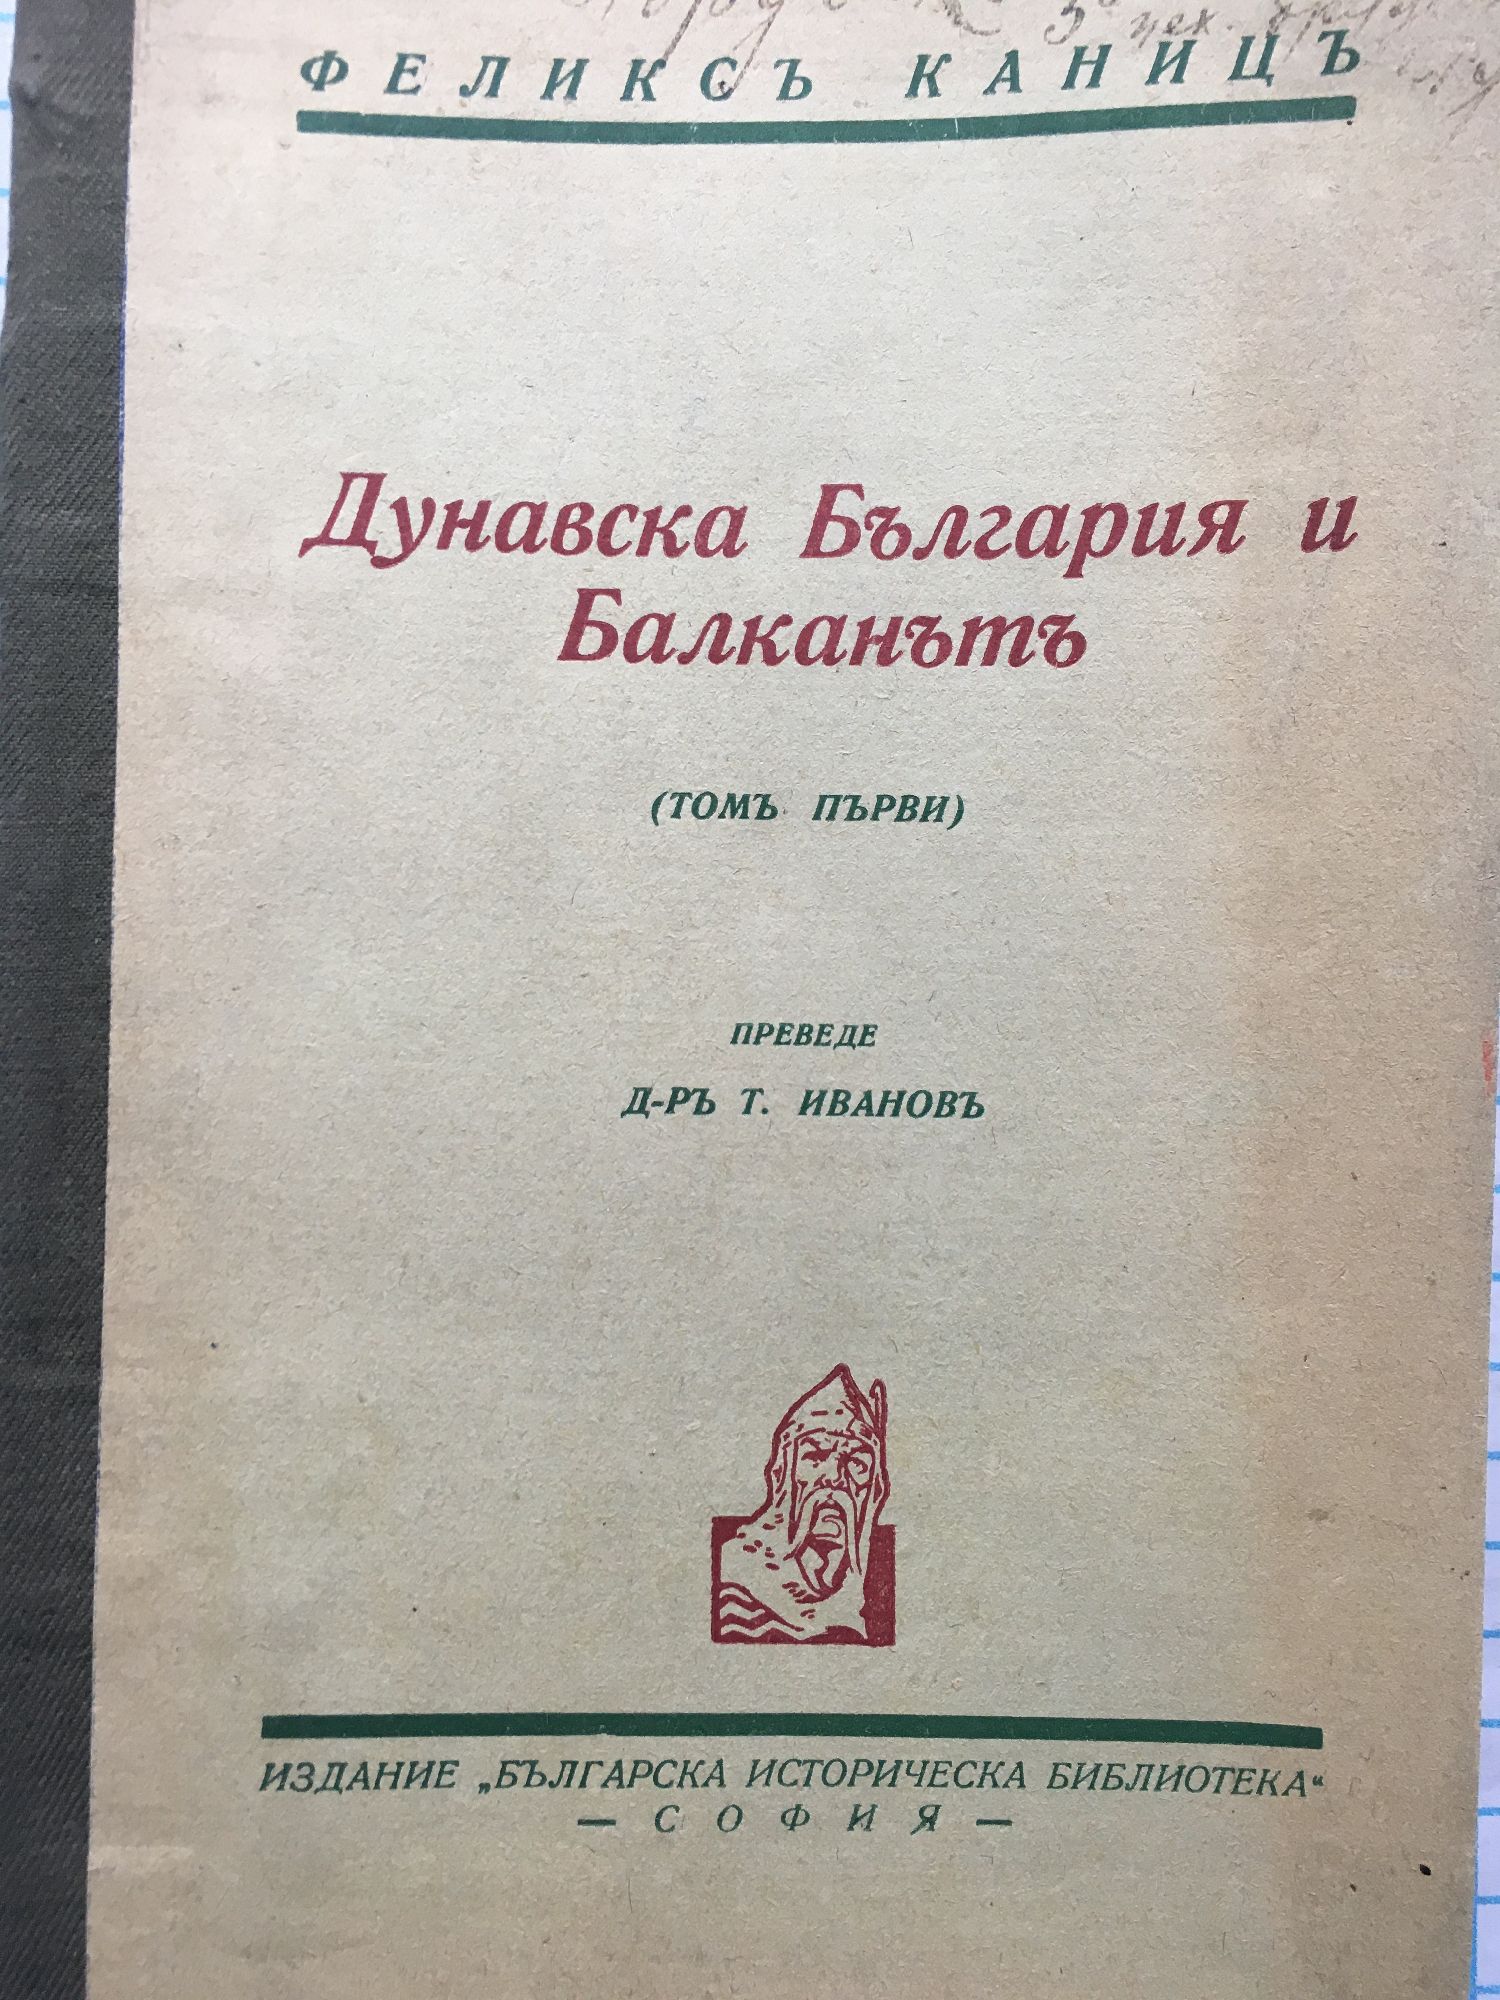 ФЕЛИКСЪ КАНИЦЪ
Дунавска България и
Балканътъ
(ТОМЪ ПЪРВИ)
ПРЕВЕДЕ
Д-РЪ Т. ИВАНОВЪ
ИЗДАНИЕ „БЪЛГАРСКА ИСТОРИЧЕСКА БИБЛИОТЕКА“
— СОФИЯ —